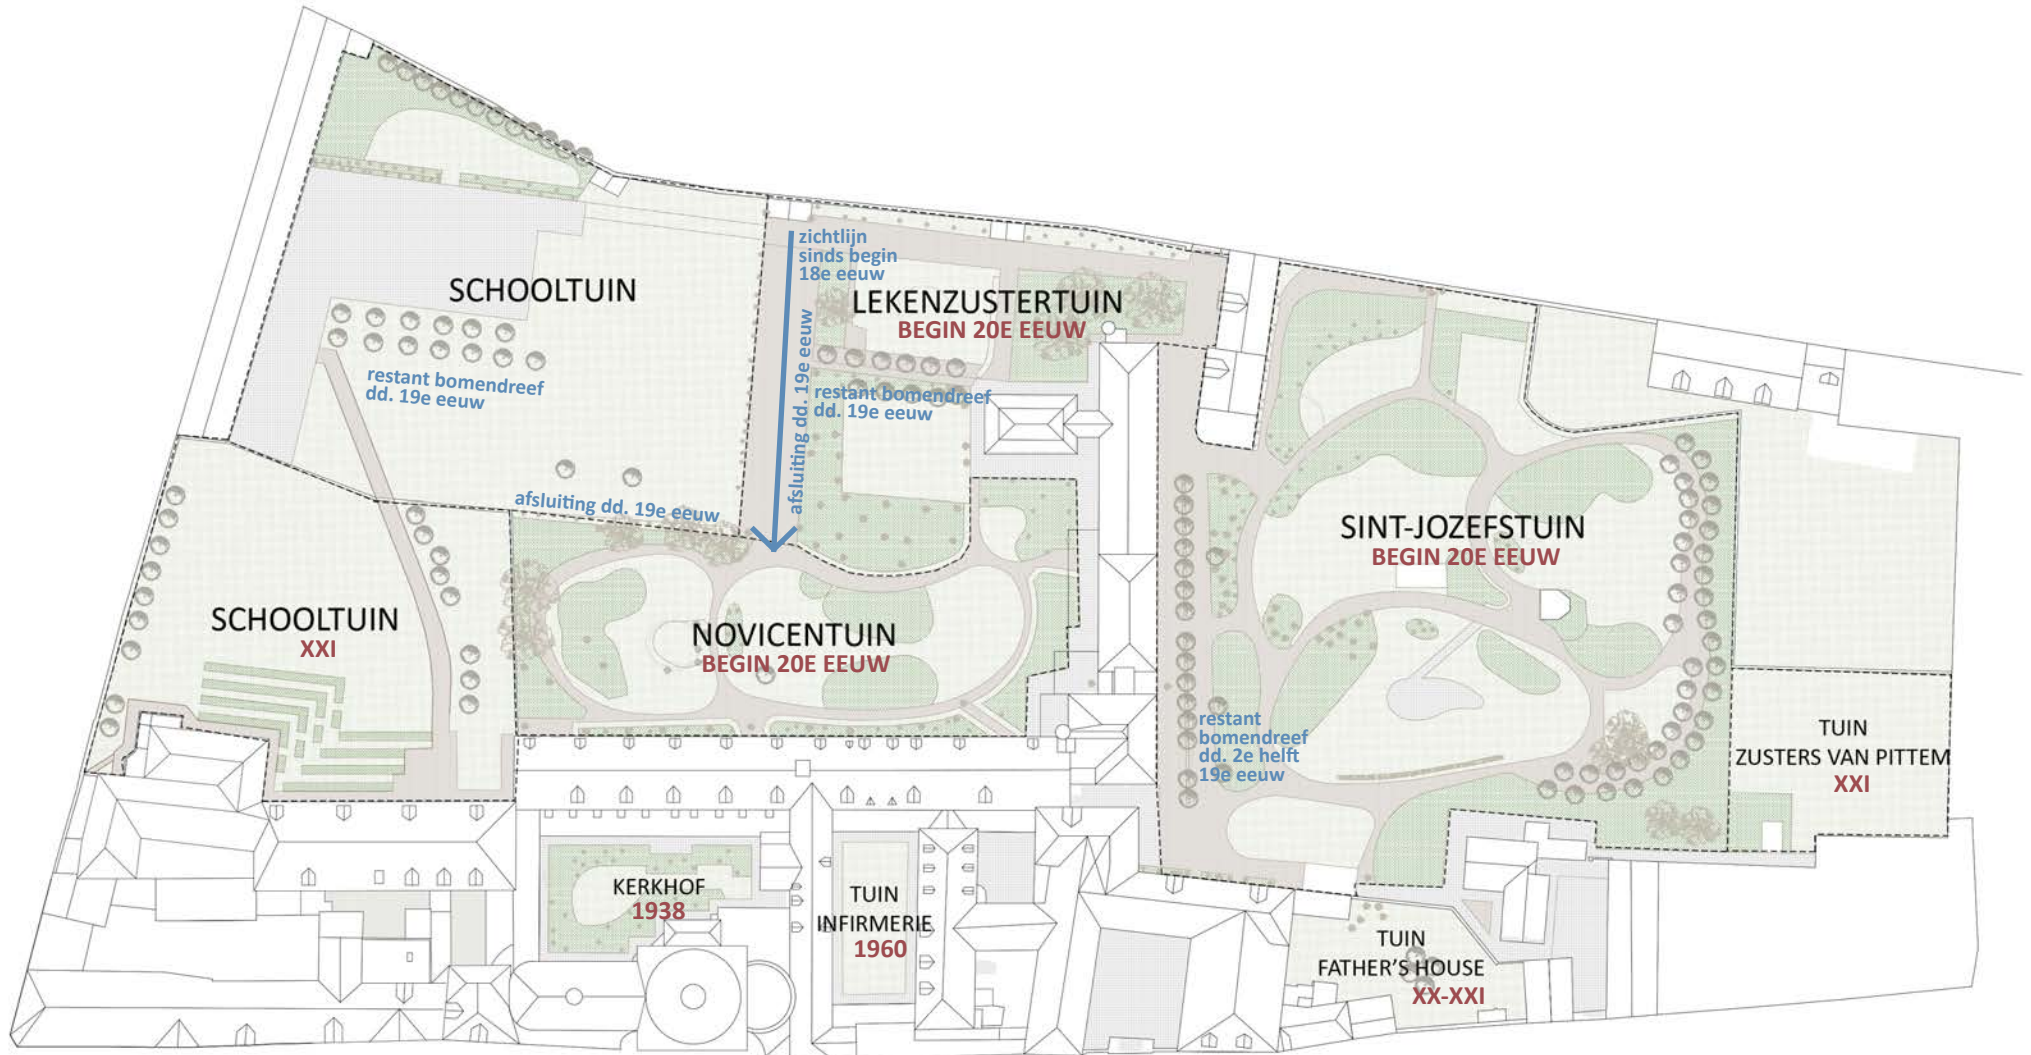 zichtlijn
sinds begin
18e eeuw
SCHOOLTUIN
LEKENZUSTERTUIN
BEGIN 20E EEUW
restant bomendreef
dd. 19e eeuw
afsluiting dd. 19e eeuw
restant bomendreef
dd. 19e eeuw
afsluiting dd. 19e eeuw
SINT-JOZEFSTUIN
BEGIN 20E EEUW
SCHOOLTUIN
XXI
NOVICENTUIN
BEGIN 20E EEUW
restant
bomendreef
dd. 2e helft
19e eeuw
TUIN
ZUSTERS VAN PITTEM
XXI
KERKHOF
1938
TUIN
INFIRMERIE
1960
TUIN
FATHER'S HOUSE
XX-XXI